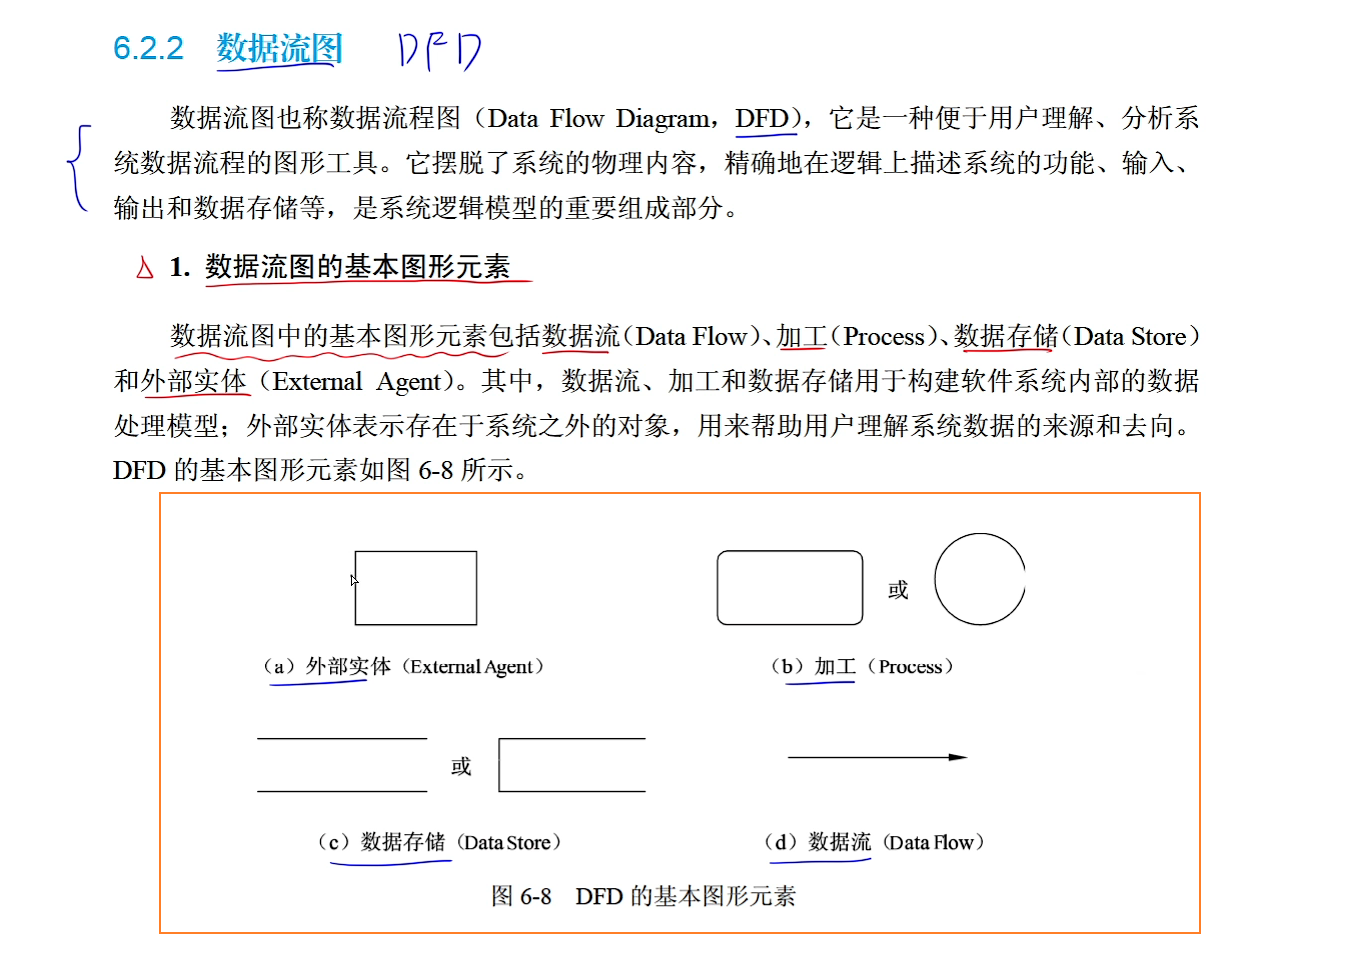 6.2.2 数据流图 DFD
数据流图也称数据流程图（Data Flow Diagram，DFD），它是一种便于用户理解、分析系
统数据流程的图形工具。它摆脱了系统的物理内容，精确地在逻辑上描述系统的功能、输入、
输出和数据存储等，是系统逻辑模型的重要组成部分。
1. 数据流图的基本图形元素
数据流图中的基本图形元素包括数据流（Data Flow）、加工（Process）、数据存储（Data Store）
和外部实体（External Agent）。其中，数据流、加工和数据存储用于构建软件系统内部的数据
处理模型；外部实体表示存在于系统之外的对象，用来帮助用户理解系统数据的来源和去向。
DFD 的基本图形元素如图 6-8 所示。
或
（a）外部实体（External Agent）
（b）加工（Process）
或
（c）数据存储（Data Store）
（d）数据流（Data Flow）
图 6-8 DFD 的基本图形元素